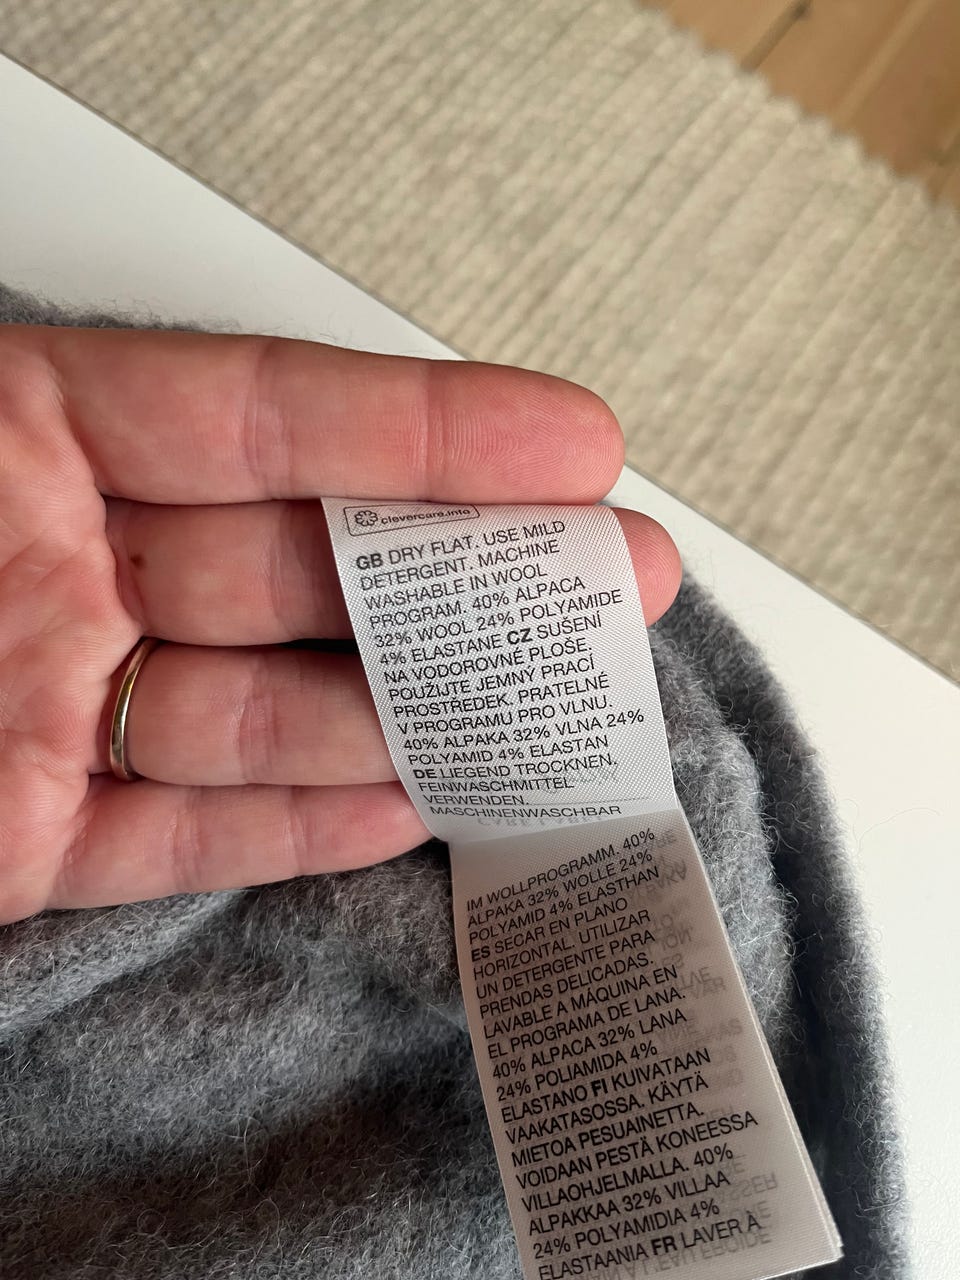 clevercare.info
GB DRY FLAT. USE MILD
DETERGENT. MACHINE
WASHABLE IN WOOL
PROGRAM. 40% ALPACA
32% WOOL 24% POLYAMIDE
4% ELASTANE CZ SUŠENÍ
NA VODOROVNÉ PLOŠE.
POUŽIJTE JEMNÝ PRACÍ
PROSTŘEDEK. PRATELNÉ
V PROGRAMU PRO VLNU.
40% ALPAKA 32% VLNA 24%
POLYAMID 4% ELASTAN
DE LIEGEND TROCKNEN.
FEINWASCHMITTEL
VERWENDEN.
MASCHINENWASCHBAR
IM WOLLPROGRAMM. 40%
ALPAKA 32% WOLLE 24%
POLYAMID 4% ELASTHAN
ES SECAR EN PLANO
HORIZONTAL. UTILIZAR
UN DETERGENTE PARA
PRENDAS DELICADAS.
LAVABLE A MÁQUINA EN
EL PROGRAMA DE LANA.
40% ALPACA 32% LANA
24% POLIAMIDA 4%
ELASTANO FI KUIVATAAN
VAAKATASOSSA. KÄYTÄ
MIETOA PESUAINETTA.
VOIDAAN PESTÄ KONEESSA
VILLAOHJELMALLA. 40%
ALPAKKAA 32% VILLAA
24% POLYAMIDIA 4%
ELASTAANIA FR LAVER À